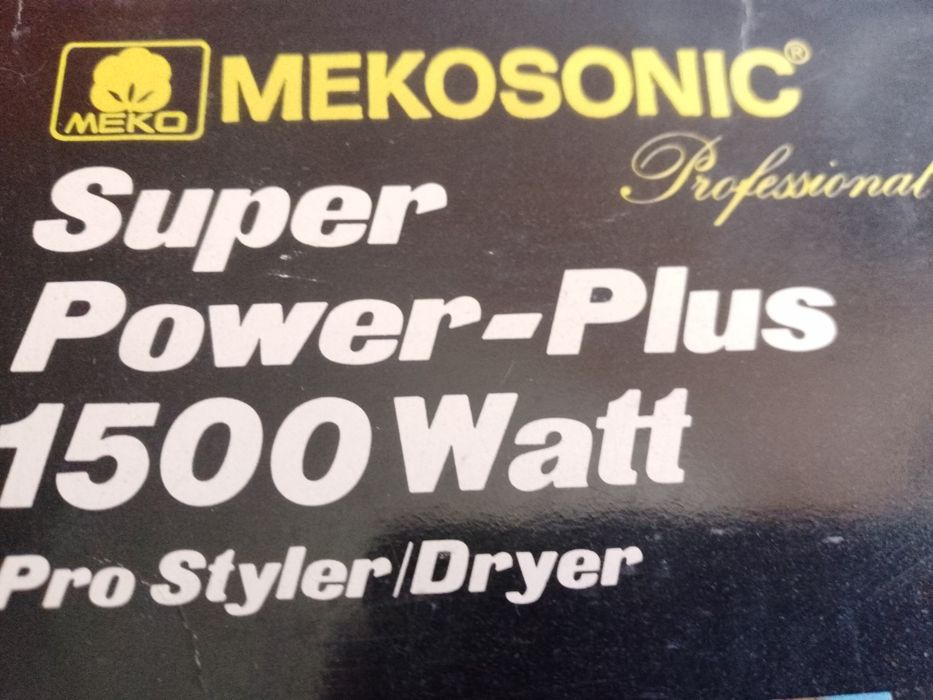 MEKO MEKOSONIC®
Professional
Super
Power-Plus
1500 Watt
Pro Styler/Dryer